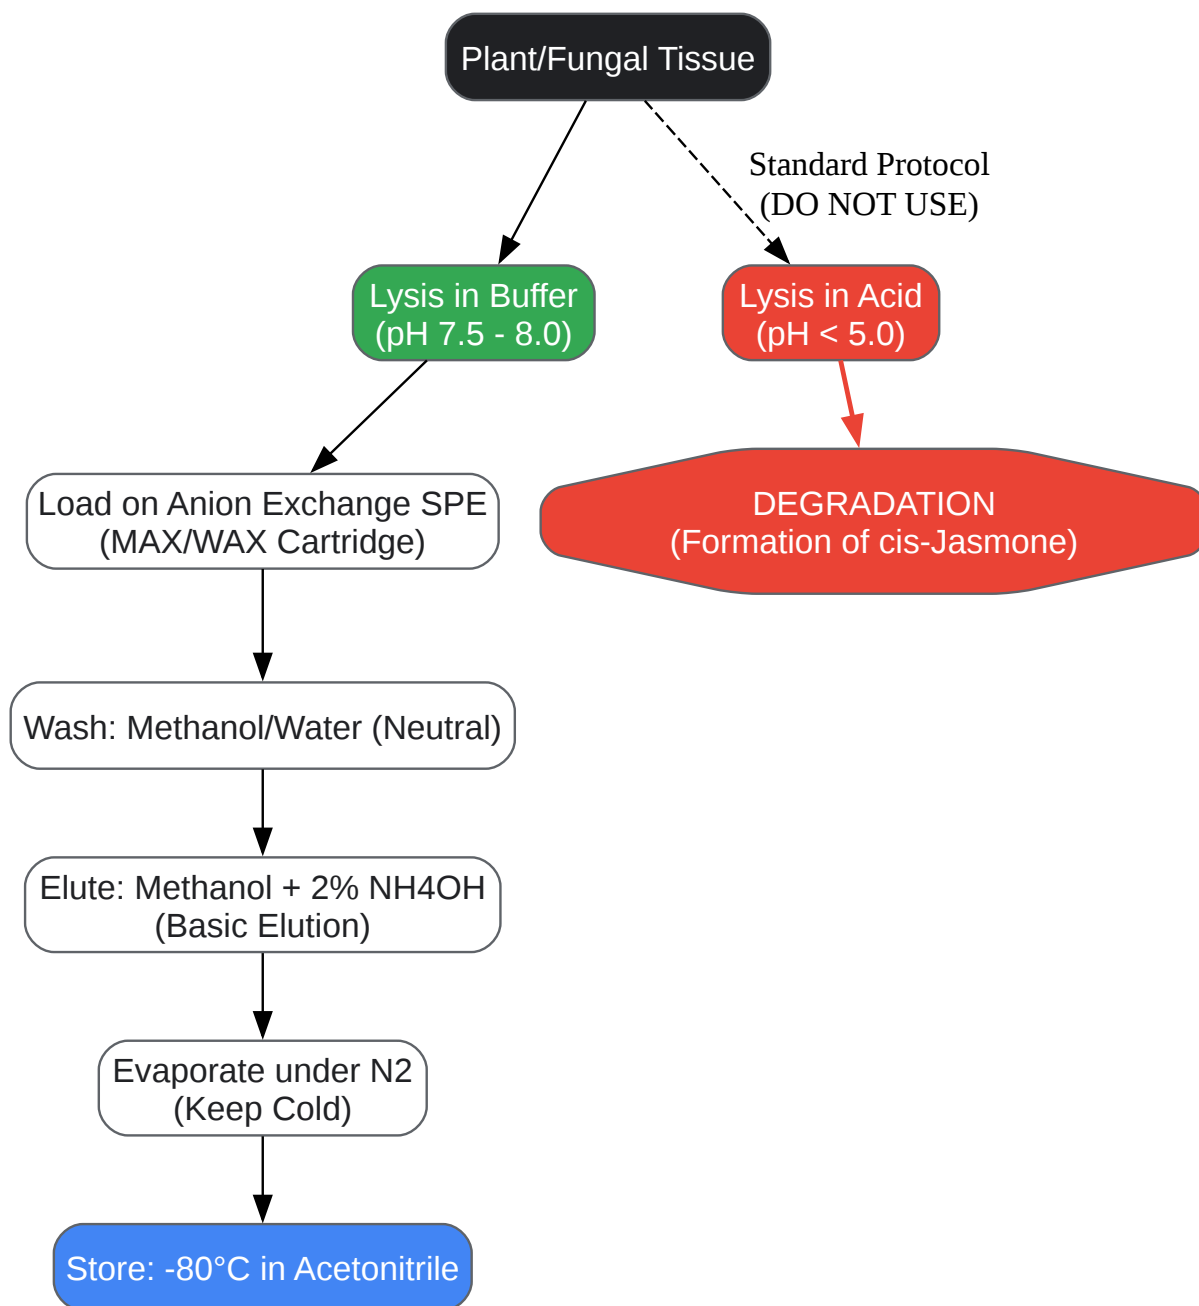 Plant/Fungal Tissue
Standard Protocol
(DO NOT USE)
Lysis in Buffer
(pH 7.5 - 8.0)
Lysis in Acid
(pH < 5.0)
Load on Anion Exchange SPE
(MAX/WAX Cartridge)
DEGRADATION
(Formation of cis-Jasmone)
Wash: Methanol/Water (Neutral)
Elute: Methanol + 2% NH4OH
(Basic Elution)
Evaporate under N2
(Keep Cold)
Store: -80°C in Acetonitrile